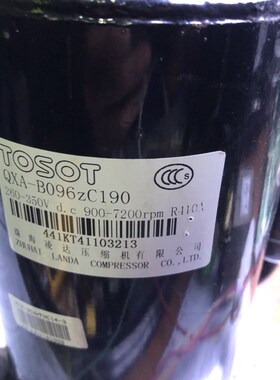 TOSOT
QXA-B096zC190
CCC
260-350V d.c 900-7200rpm R410A
441KT41103213
珠海凌达压缩机有限公司
ZHUHAI LANDA COMPRESSOR CO.,LTD.